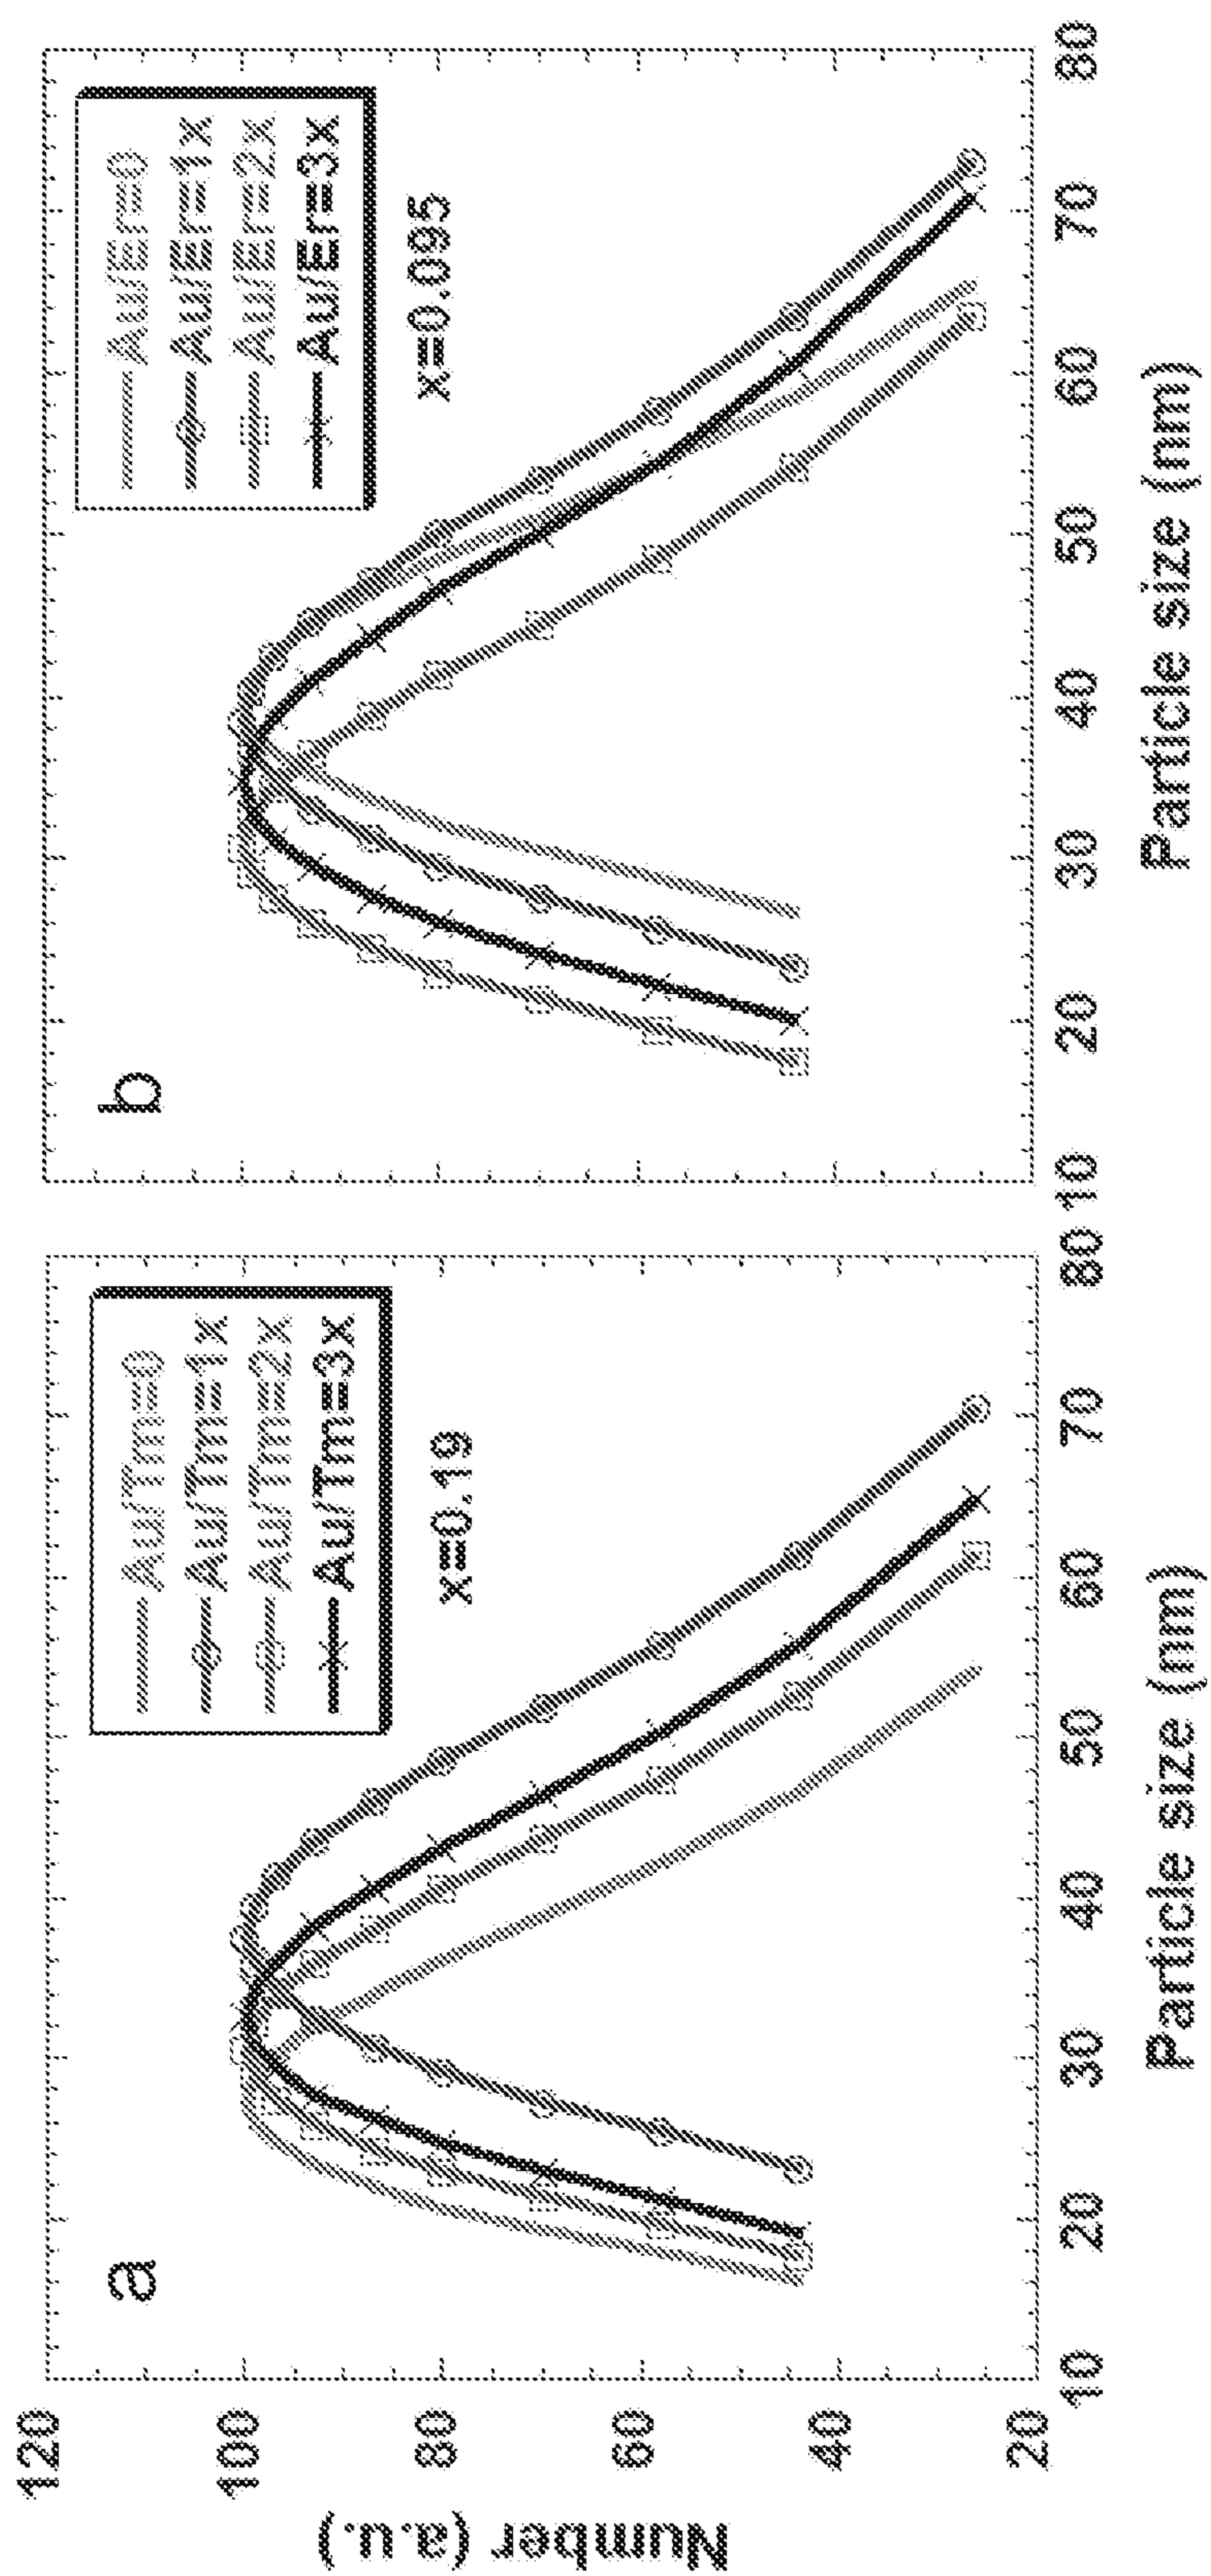 a
Au/Tm=0
Au/Tm=1x
Au/Tm=2x
Au/Tm=3x
x=0.19
120
100
80
60
40
20
Number (a.u.)
10 20 30 40 50 60 70 80
Particle size (nm)
b
Au/Er=0
Au/Er=1x
Au/Er=2x
Au/Er=3x
x=0.095
10 20 30 40 50 60 70 80
Particle size (nm)